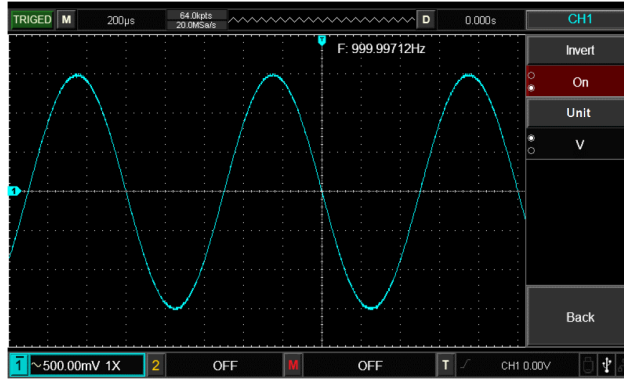 TRIGED M 200μs 64.0kpts D 0.000s CH1
20.0MSa/s
T
F: 999.99712Hz
Invert
On
Unit
V
1
Back
1 ~500.00mV 1X 2 OFF M OFF T CH1 0.00V